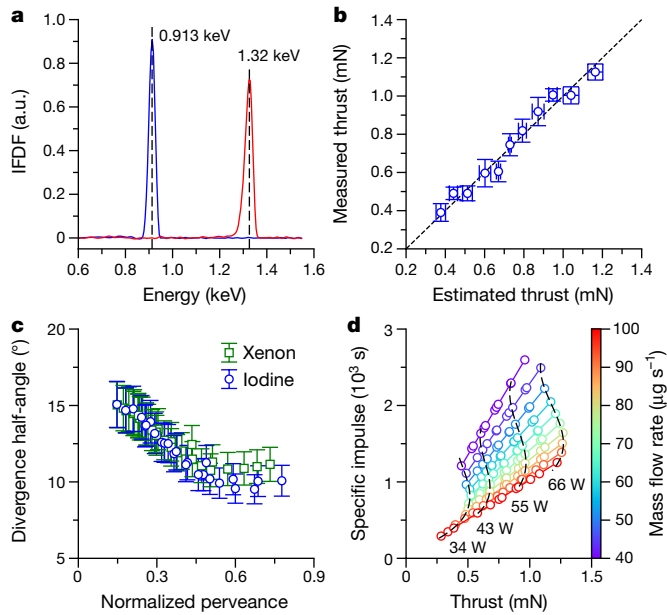 a
1.0
0.8
0.6
0.4
0.2
0
IFDF (a.u.)
0.913 keV
1.32 keV
0.6 0.8 1.0 1.2 1.4 1.6
Energy (keV)
b
1.4
1.2
1.0
0.8
0.6
0.4
0.2
Measured thrust (mN)
0.2 0.4 0.6 0.8 1.0 1.2 1.4
Estimated thrust (mN)
c
20
15
10
5
Divergence half-angle (°)
Xenon
Iodine
0 0.3 0.6 0.9
Normalized perveance
d
3
2
1
0
Specific impulse (10³ s)
34 W
43 W
55 W
66 W
0 0.5 1.0 1.5
Thrust (mN)
100
90
80
70
60
50
40
Mass flow rate (μg s⁻¹)